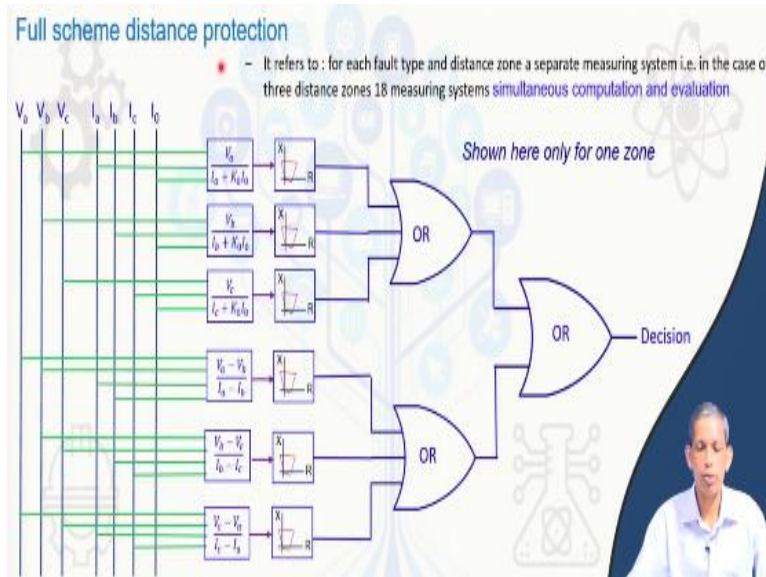 Full scheme distance protection
– It refers to : for each fault type and distance zone a separate measuring system i.e. in the case o
three distance zones 18 measuring systems simultaneous computation and evaluation
Va Vb Vc Ia Ib Ic I0
Shown here only for one zone
Va
Ia + K0I0
X
R
OR
Vb
Ib + K0I0
X
R
Vc
Ic + K0I0
X
R
OR
Decision
Va − Vb
Ia − Ib
X
R
OR
Vc
Ib − Ic
X
R
Vc − Va
Ic − Ia
X
R